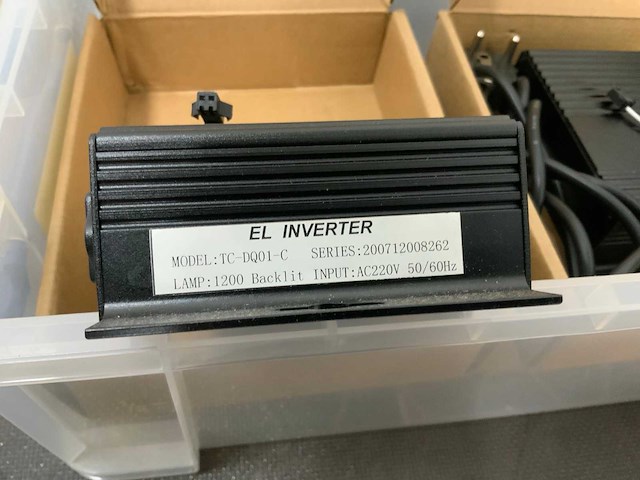 EL INVERTER
MODEL:TC-DQ01-C SERIES:200712008262
LAMP:1200 Backlit INPUT:AC220V 50/60Hz